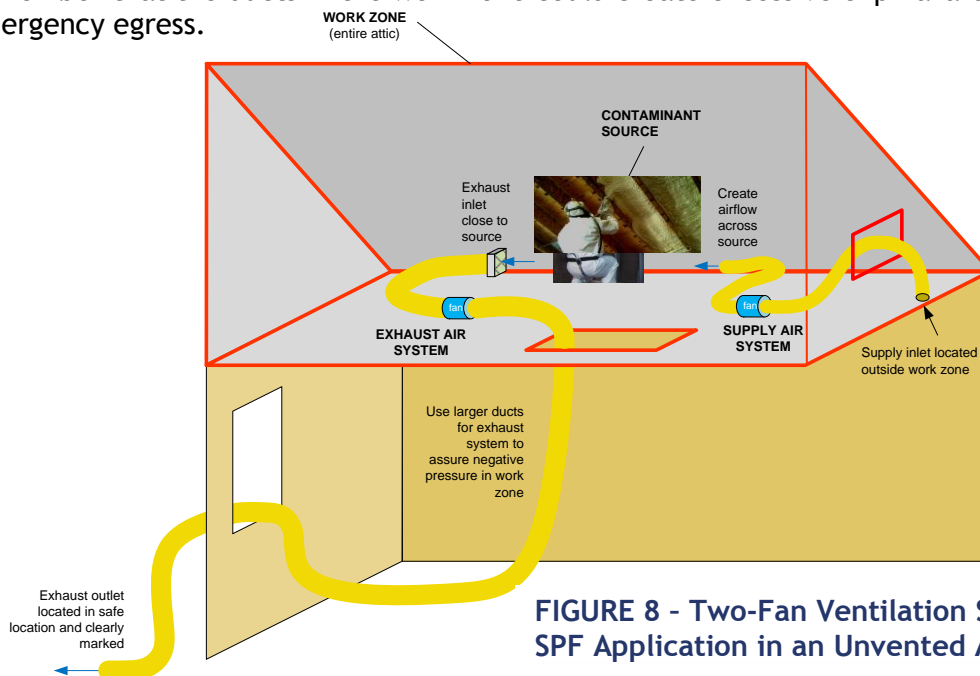 ergency egress.
WORK ZONE
(entire attic)
CONTAMINANT
SOURCE
Exhaust
inlet
close to
source
Create
airflow
across
source
fan
fan
EXHAUST AIR
SYSTEM
SUPPLY AIR
SYSTEM
Supply inlet located
outside work zone
Use larger ducts
for exhaust
system to
assure negative
pressure in work
zone
Exhaust outlet
located in safe
location and clearly
marked
FIGURE 8 – Two-Fan Ventilation S
SPF Application in an Unvented A